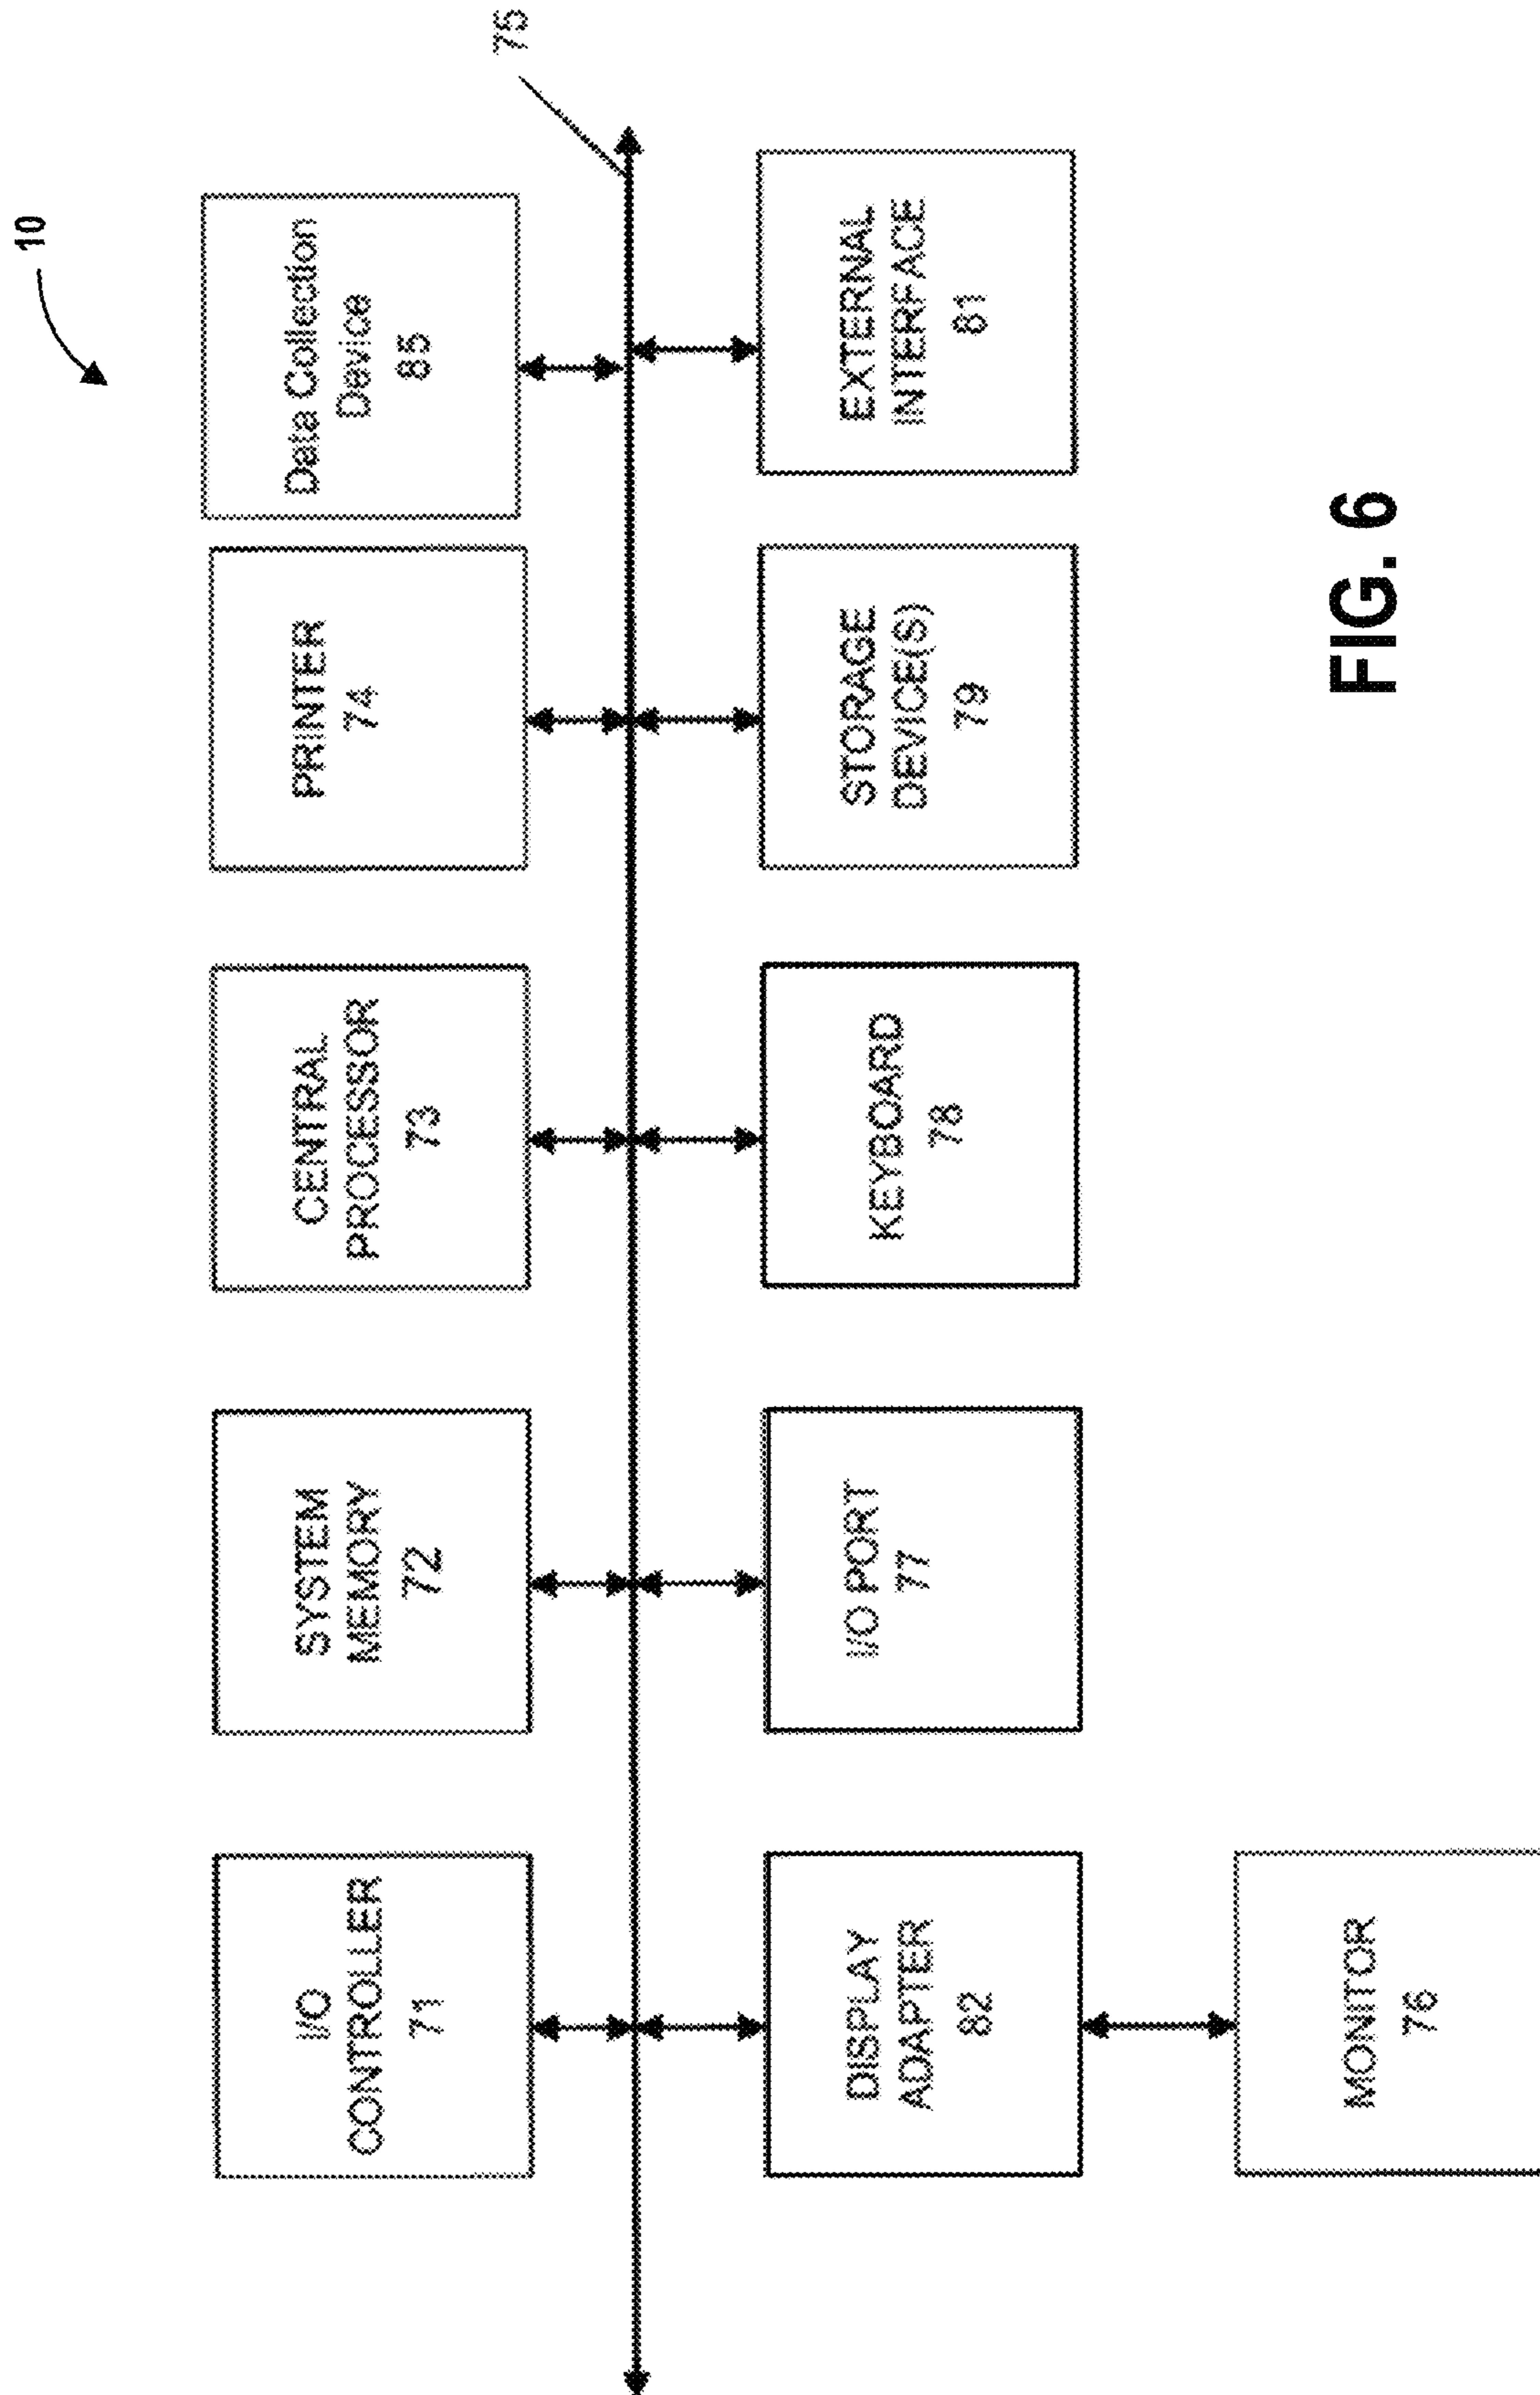 10
I/O
CONTROLLER
71
SYSTEM
MEMORY
72
CENTRAL
PROCESSOR
73
PRINTER
74
Data Collection
Device
85
75
DISPLAY
ADAPTER
82
I/O PORT
77
KEYBOARD
78
STORAGE
DEVICE(S)
79
EXTERNAL
INTERFACE
81
MONITOR
76
FIG. 6